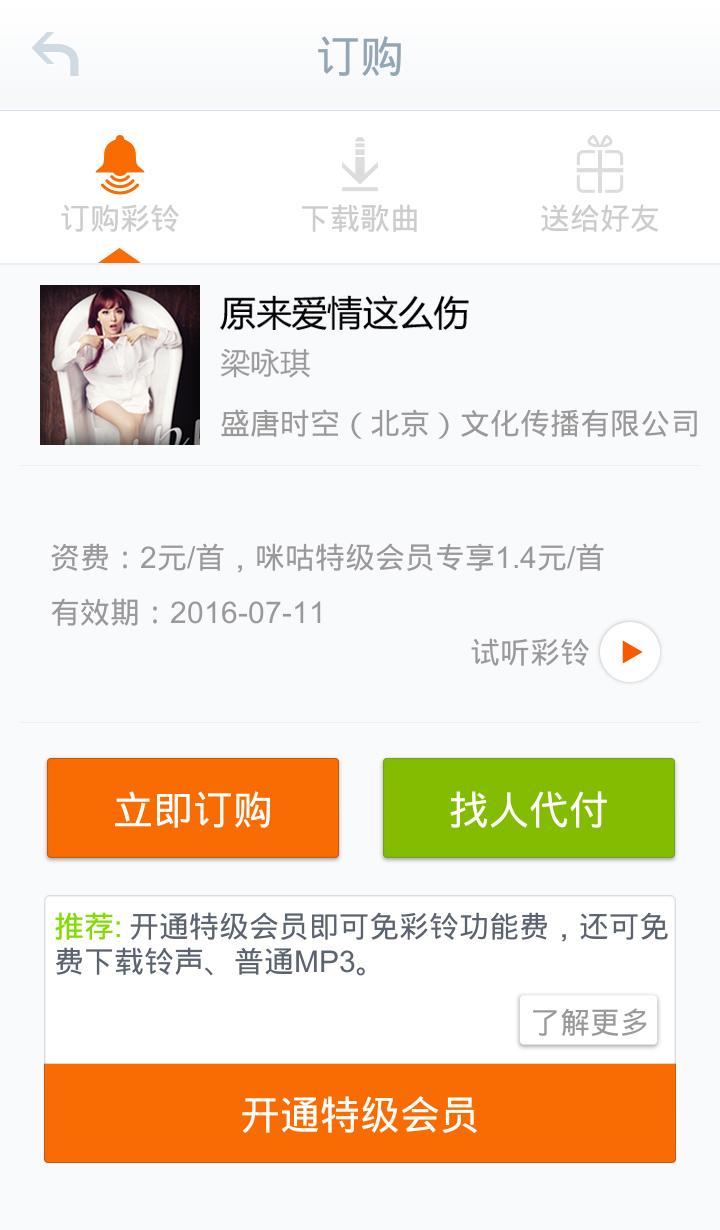 订购
订购彩铃
下载歌曲
送给好友
原来爱情这么伤
梁咏琪
盛唐时空（北京）文化传播有限公司
资费：2元/首，咪咕特级会员专享1.4元/首
有效期：2016-07-11
试听彩铃
立即订购
找人代付
推荐: 开通特级会员即可免彩铃功能费，还可免
费下载铃声、普通MP3。
了解更多
开通特级会员